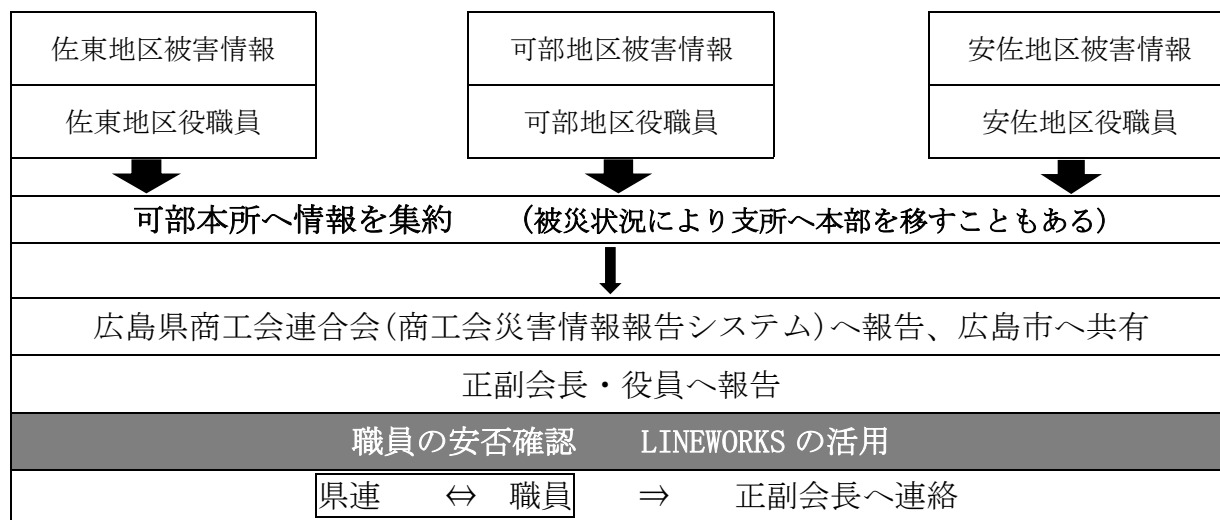 佐東地区被害情報 可部地区被害情報 安佐地区被害情報
佐東地区役職員 可部地区役職員 安佐地区役職員
可部本所へ情報を集約 （被災状況により支所へ本部を移すこともある）
広島県商工会連合会(商工会災害情報報告システム)へ報告、広島市へ共有
正副会長・役員へ報告
職員の安否確認 LINEWORKS の活用
県連 ⇔ 職員 ⇒ 正副会長へ連絡